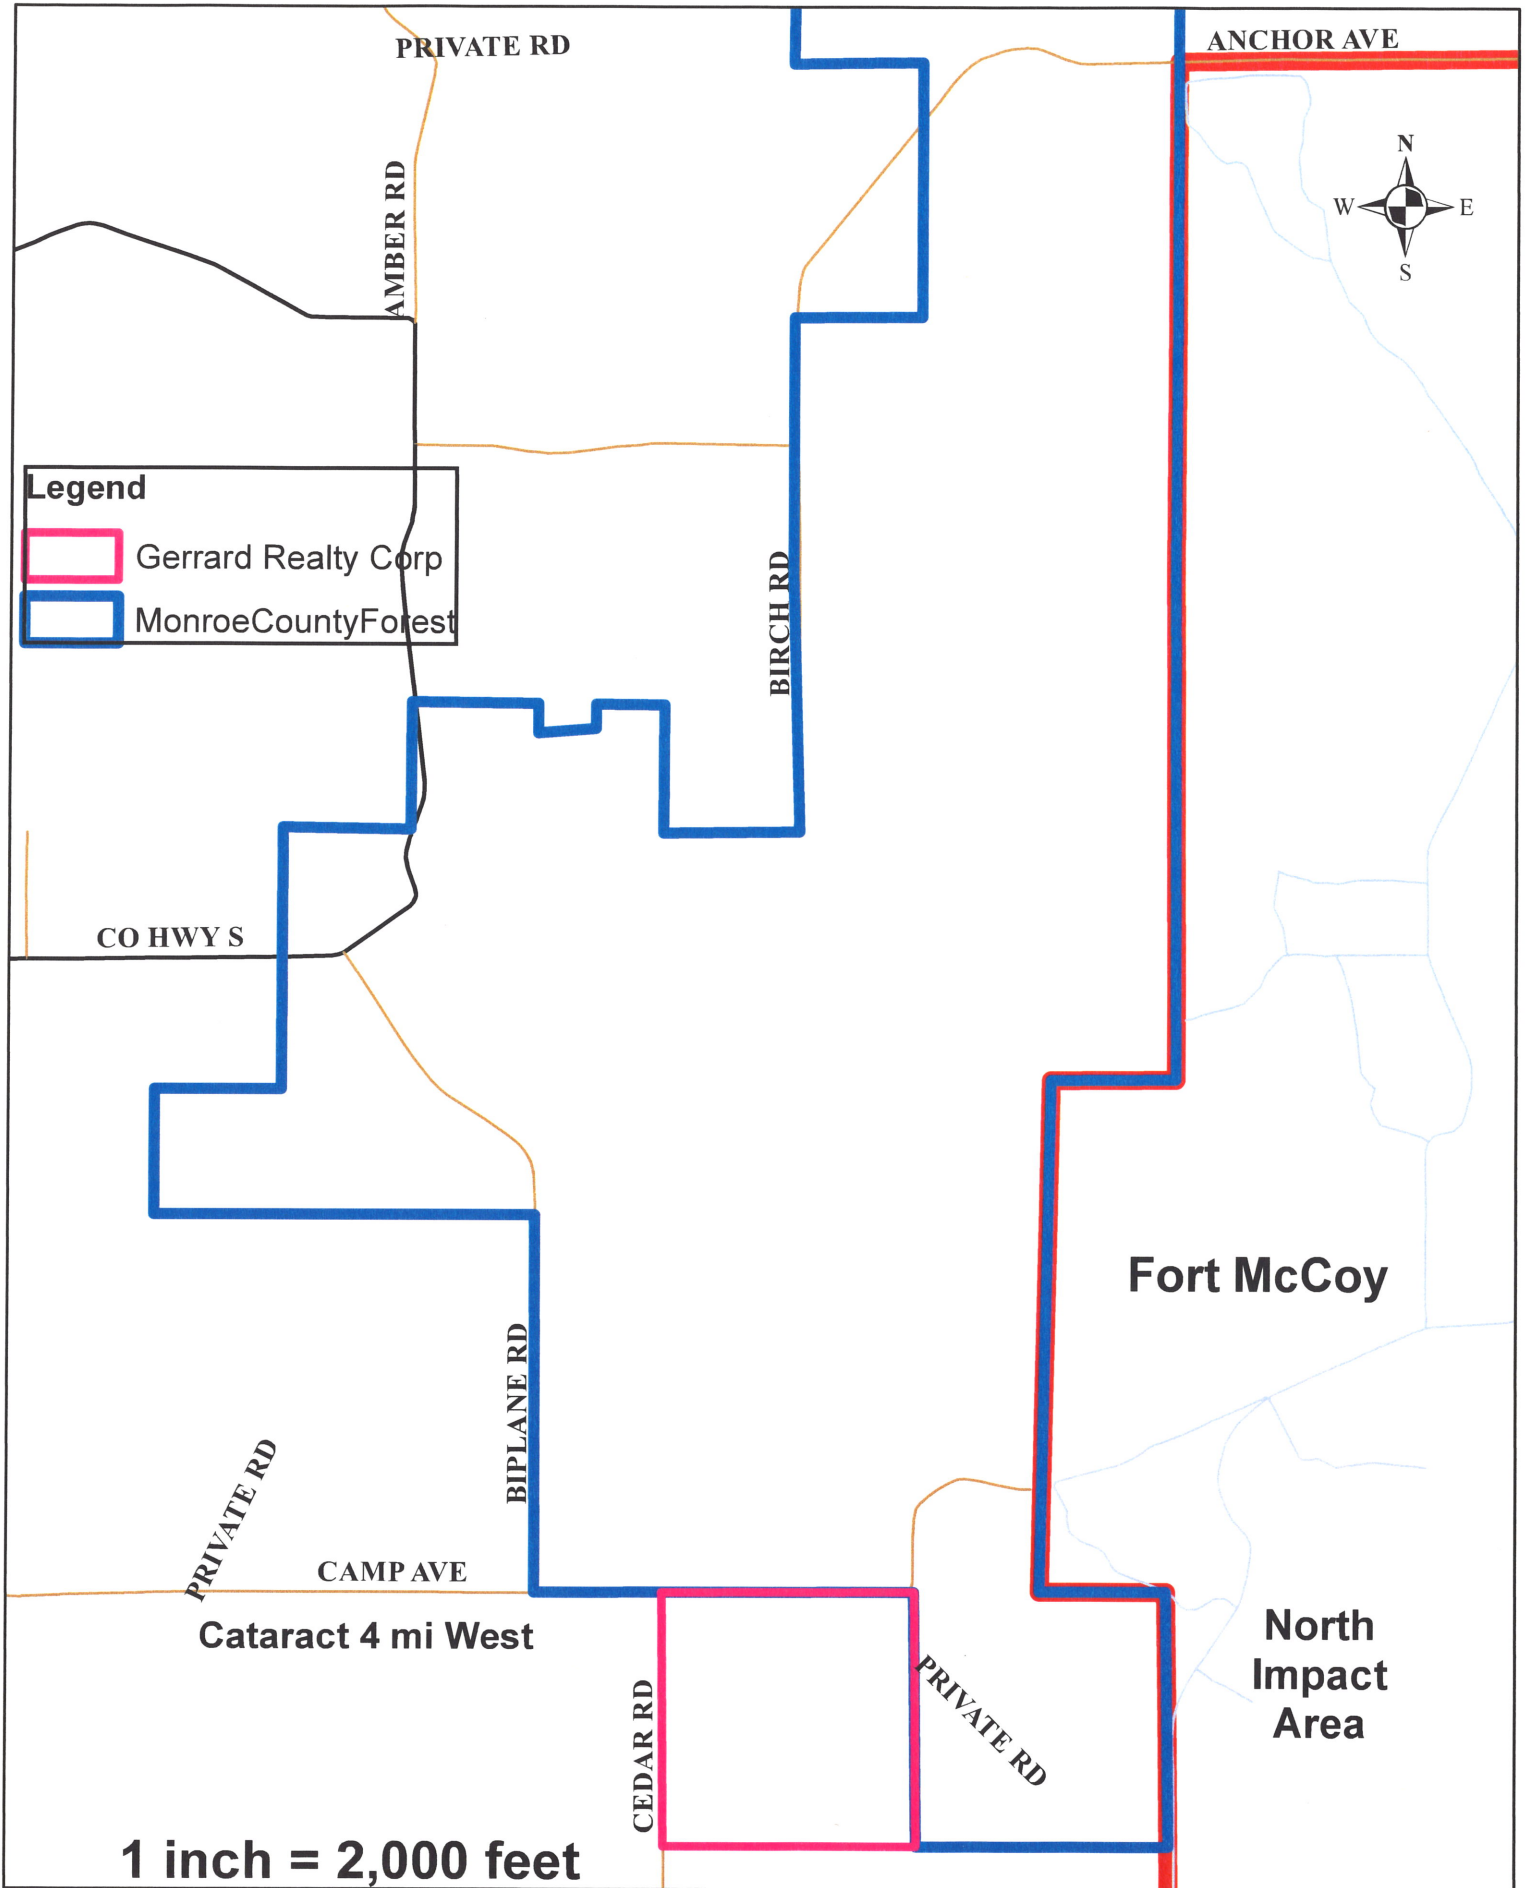 PRIVATE RD
ANCHOR AVE
N
W
E
S
AMBER RD
Legend
Gerrard Realty Corp
MonroeCountyForest
BIRCH RD
CO HWY S
Fort McCoy
BIPLANE RD
PRIVATE RD
CAMP AVE
Cataract 4 mi West
North
Impact
Area
PRIVATE RD
CEDAR RD
1 inch = 2,000 feet